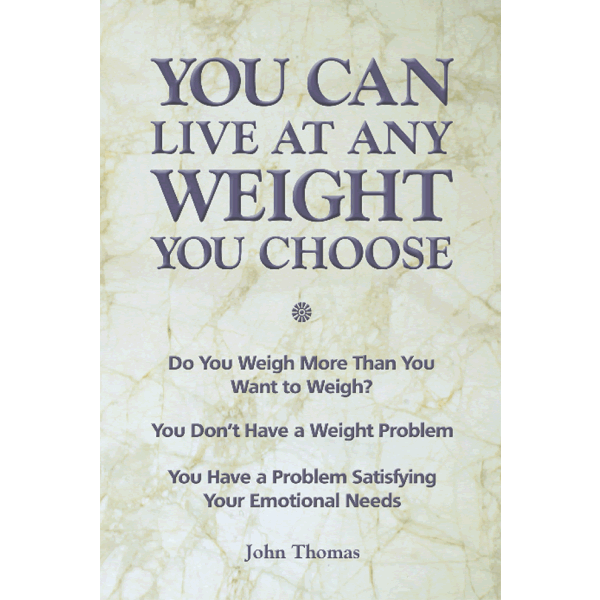 YOU CAN
LIVE AT ANY
WEIGHT
YOU CHOOSE
Do You Weigh More Than You
Want to Weigh?
You Don't Have a Weight Problem
You Have a Problem Satisfying
Your Emotional Needs
John Thomas